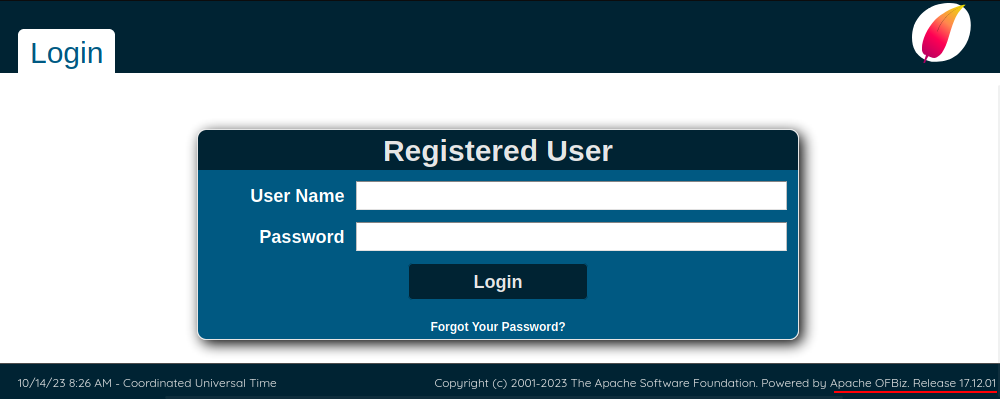 Login
Registered User
User Name
Password
Login
Forgot Your Password?
10/14/23 8:26 AM - Coordinated Universal Time
Copyright (c) 2001-2023 The Apache Software Foundation. Powered by Apache OFBiz. Release 17.12.01